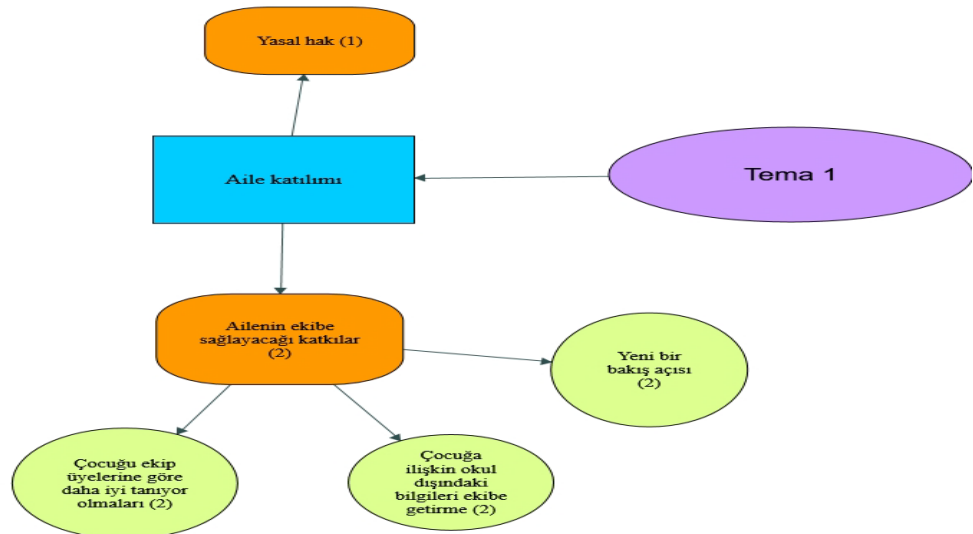 Yasal hak (1)
Aile katılımı
Tema 1
Ailenin ekibe
sağlayacağı katkılar
(2)
Yeni bir
bakış açısı
(2)
Çocuğu ekip
üyelerine göre
daha iyi tanıyor
olmaları (2)
Çocuğa
ilişkin okul
dışındaki
bilgileri ekibe
getirme (2)